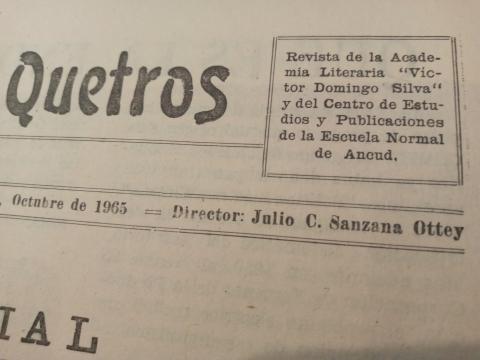 Quetros
Revista de la Acade-
mia Literaria "Vic-
tor Domingo Silva"
y del Centro de Estu-
dios y Publicaciones
de la Escuela Normal
de Ancud.
, Octubre de 1965 — Director: Julio C. Sanzana Ottey
IAL